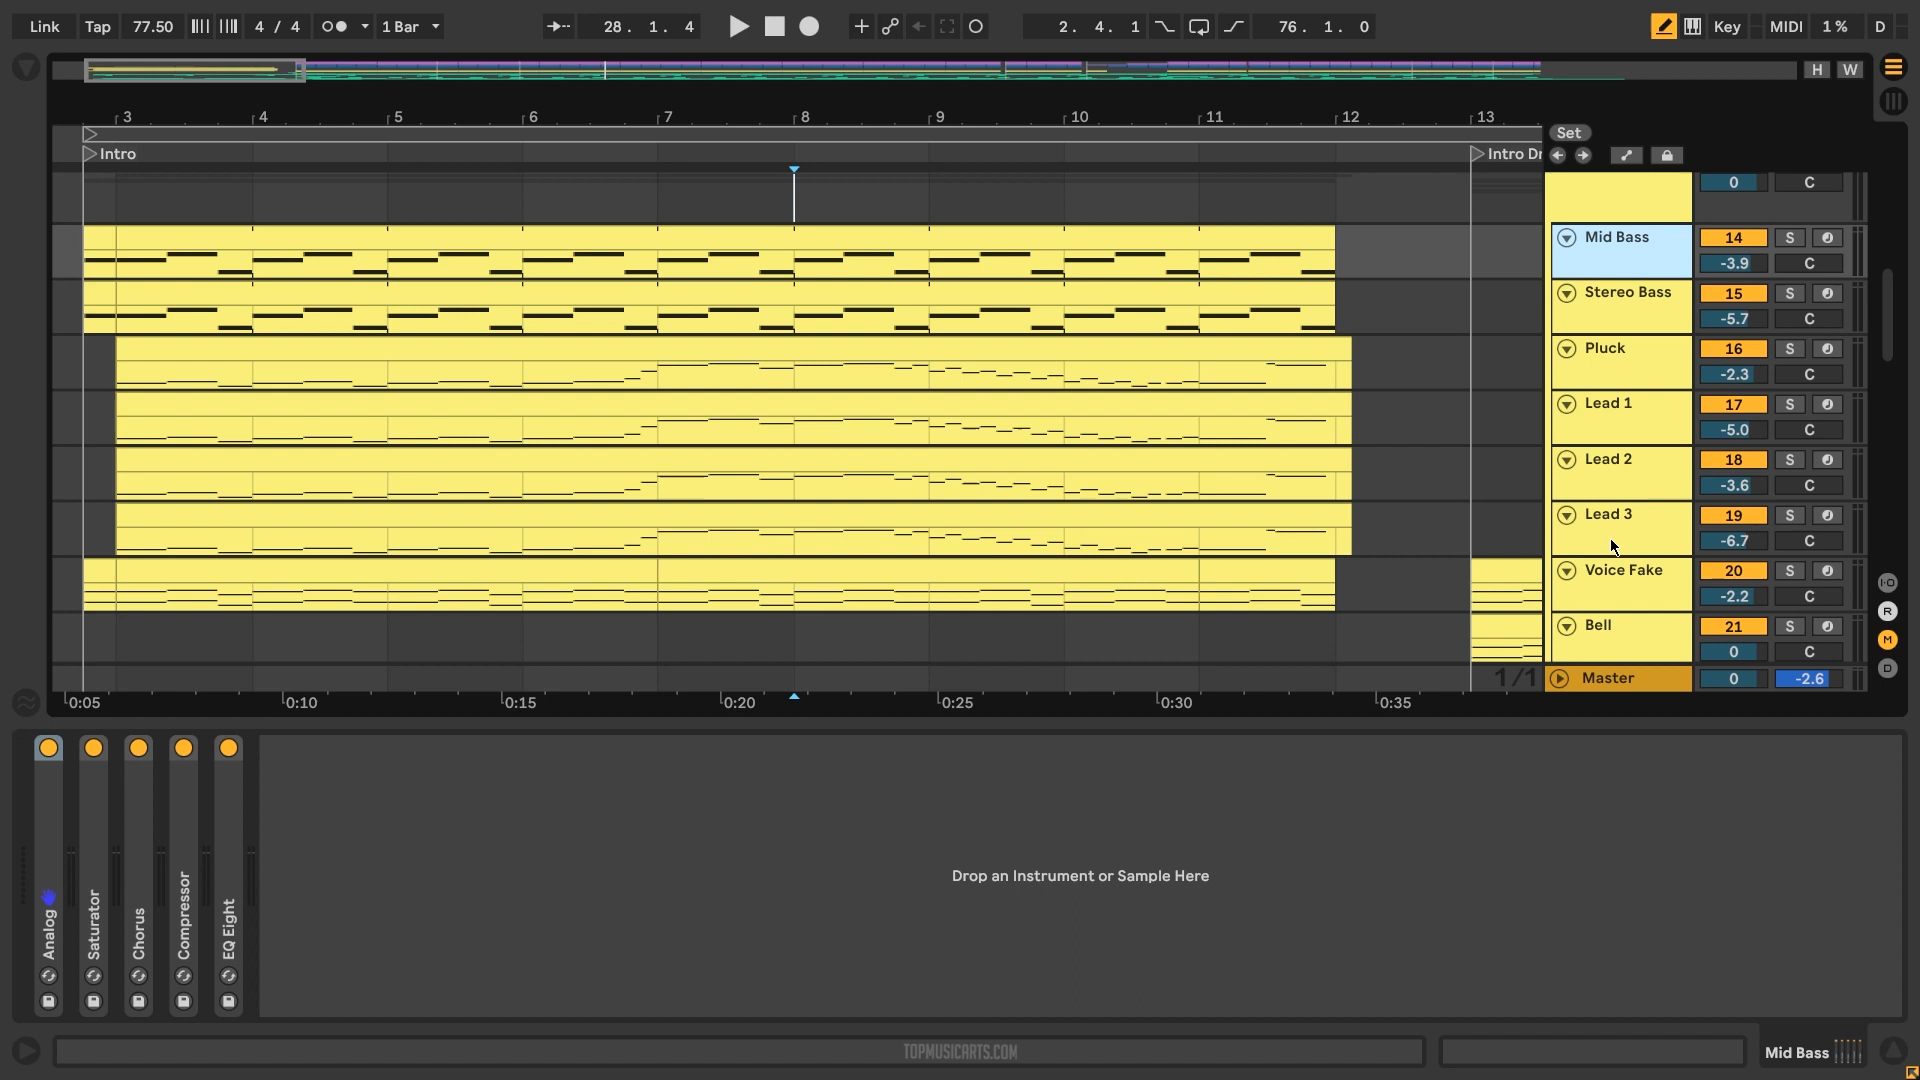 Link Tap 77.50 4 / 4 1 Bar 28. 1. 4 2. 4. 1 76. 1. 0 Key MIDI 1 % D
H W
3 4 5 6 7 8 9 10 11 12 13
Set
Intro Intro Dr
0 C
Mid Bass 14 S
-3.9 C
Stereo Bass 15 S
-5.7 C
Pluck 16 S
-2.3 C
Lead 1 17 S
-5.0 C
Lead 2 18 S
-3.6 C
Lead 3 19 S
-6.7 C
Voice Fake 20 S
-2.2 C
Bell 21 S
0 C
I·O
R
M
D
1/1 Master 0 -2.6
0:05 0:10 0:15 0:20 0:25 0:30 0:35
Analog
Saturator
Chorus
Compressor
EQ Eight
Drop an Instrument or Sample Here
TOPMUSICARTS.COM
Mid Bass